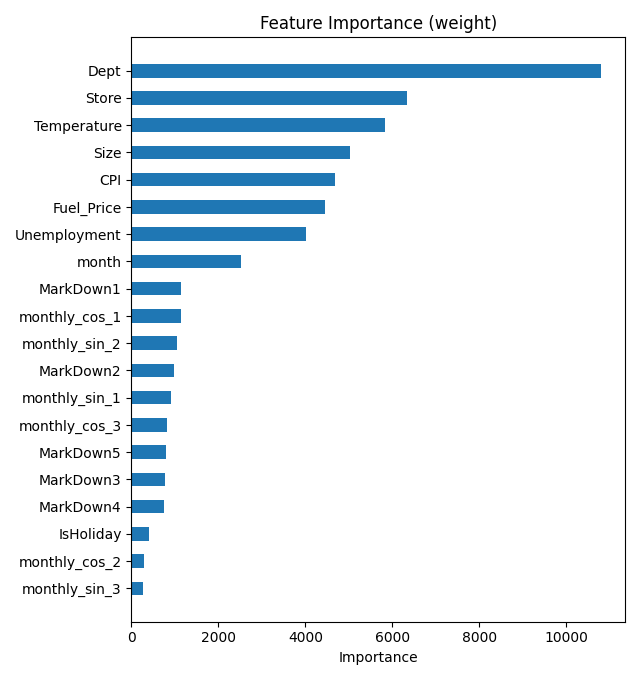 Feature Importance (weight)
Dept
Store
Temperature
Size
CPI
Fuel_Price
Unemployment
month
MarkDown1
monthly_cos_1
monthly_sin_2
MarkDown2
monthly_sin_1
monthly_cos_3
MarkDown5
MarkDown3
MarkDown4
IsHoliday
monthly_cos_2
monthly_sin_3
0 2000 4000 6000 8000 10000
Importance